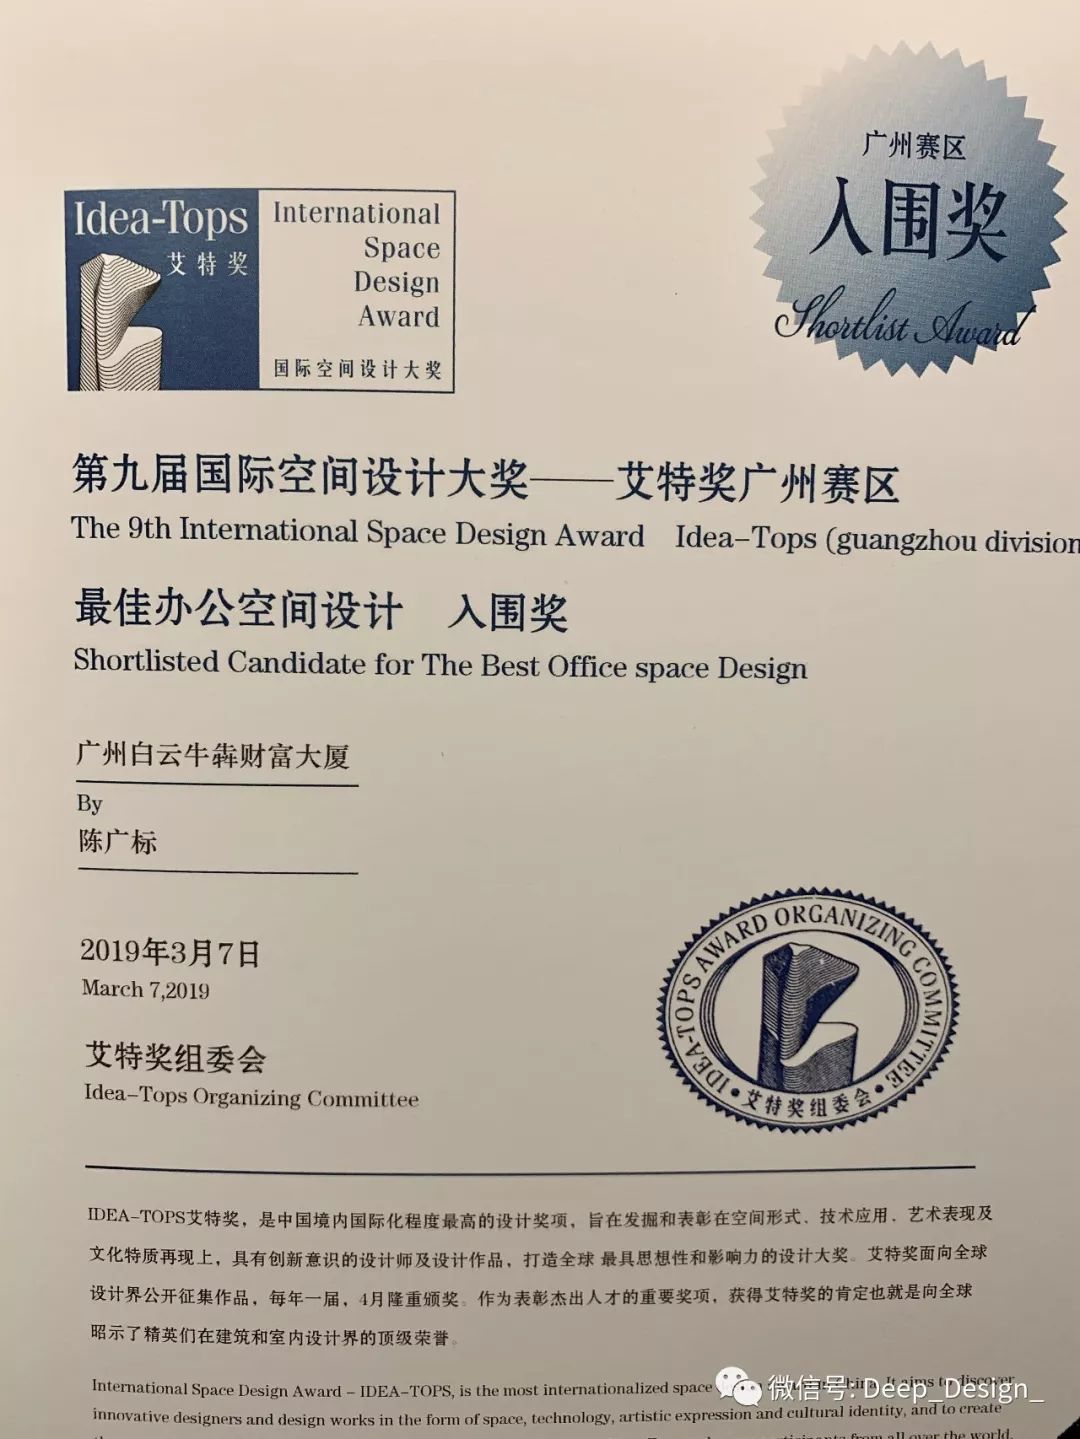 广州赛区
入围奖
Shortlist Award
Idea-Tops
艾特奖
International
Space
Design
Award
国际空间设计大奖
第九届国际空间设计大奖——艾特奖广州赛区
The 9th International Space Design Award Idea-Tops (guangzhou division
最佳办公空间设计 入围奖
Shortlisted Candidate for The Best Office space Design
广州白云牛犇财富大厦
By
陈广标
2019年3月7日
March 7,2019
艾特奖组委会
Idea-Tops Organizing Committee
IDEA-TOPS AWARD ORGANIZING COMMITTEE
艾特奖组委会
IDEA-TOPS艾特奖，是中国境内国际化程度最高的设计奖项，旨在发掘和表彰在空间形式、技术应用、艺术表现及
文化特质再现上，具有创新意识的设计师及设计作品，打造全球 最具思想性和影响力的设计大奖。艾特奖面向全球
设计界公开征集作品，每年一届，4月隆重颁奖。作为表彰杰出人才的重要奖项，获得艾特奖的肯定也就是向全球
昭示了精英们在建筑和室内设计界的顶级荣誉。
International Space Design Award - IDEA-TOPS, is the most internationalized space It aims to discover
微信号: Deep_Design_
innovative designers and design works in the form of space, technology, artistic expression and cultural identity, and to create
participants from all over the world.